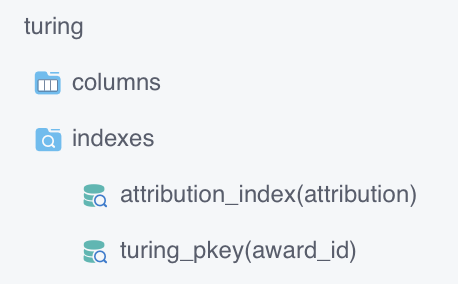 turing
columns
indexes
attribution_index(attribution)
turing_pkey(award_id)